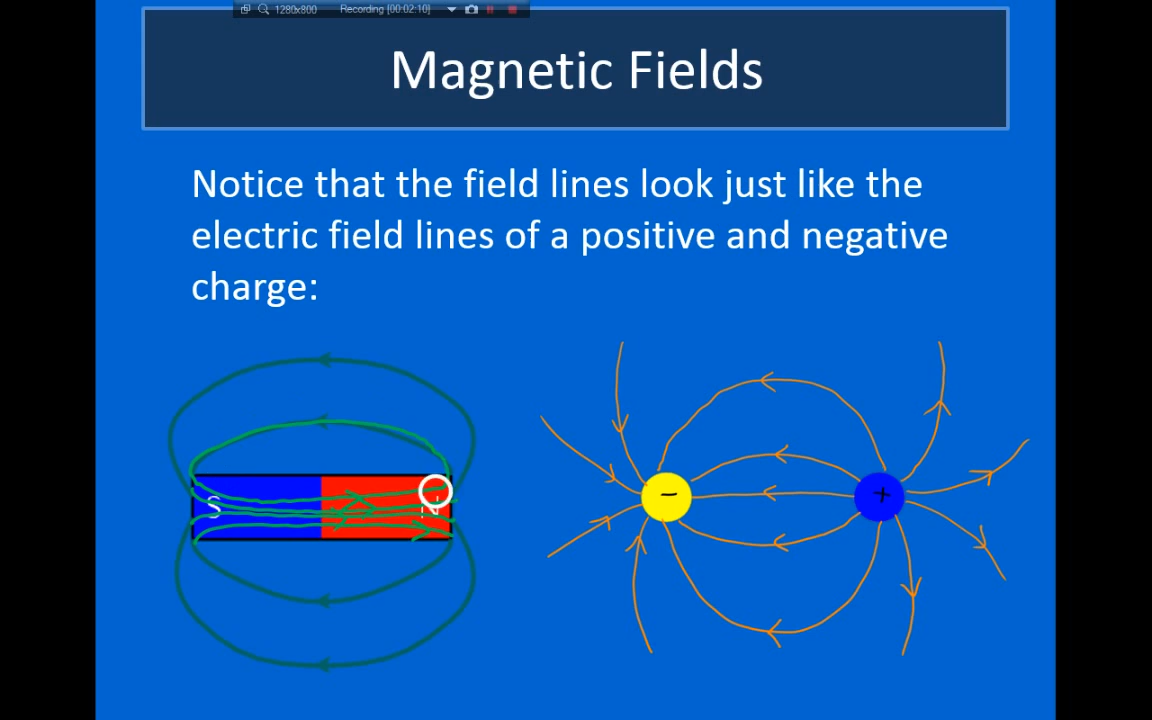 1280x800 Recording [00:02:10]
Magnetic Fields
Notice that the field lines look just like the
electric field lines of a positive and negative
charge:
S N
- +